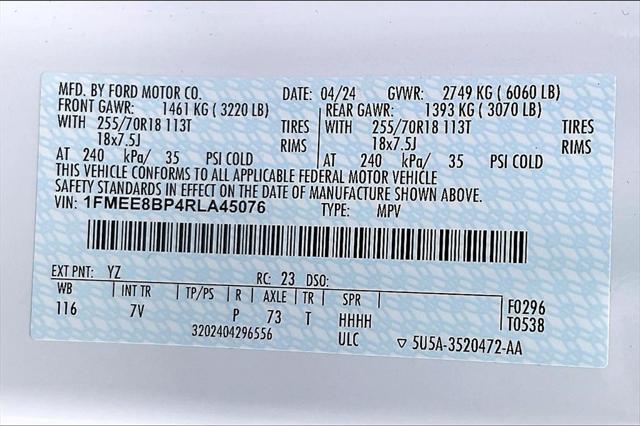 MFD. BY FORD MOTOR CO. DATE: 04/24 GVWR: 2749 KG ( 6060 LB)
FRONT GAWR: 1461 KG ( 3220 LB) REAR GAWR: 1393 KG ( 3070 LB)
WITH 255/70R18 113T TIRES WITH 255/70R18 113T TIRES
18x7.5J RIMS 18x7.5J RIMS
AT 240 kPa/ 35 PSI COLD AT 240 kPa/ 35 PSI COLD
THIS VEHICLE CONFORMS TO ALL APPLICABLE FEDERAL MOTOR VEHICLE
SAFETY STANDARDS IN EFFECT ON THE DATE OF MANUFACTURE SHOWN ABOVE.
VIN: 1FMEE8BP4RLA45076 TYPE: MPV
EXT PNT: YZ RC: 23 DSO:
WB INT TR TP/PS R AXLE TR SPR F0296
116 7V P 73 T HHHH T0538
3202404296556 ULC ▽ 5U5A-3520472-AA